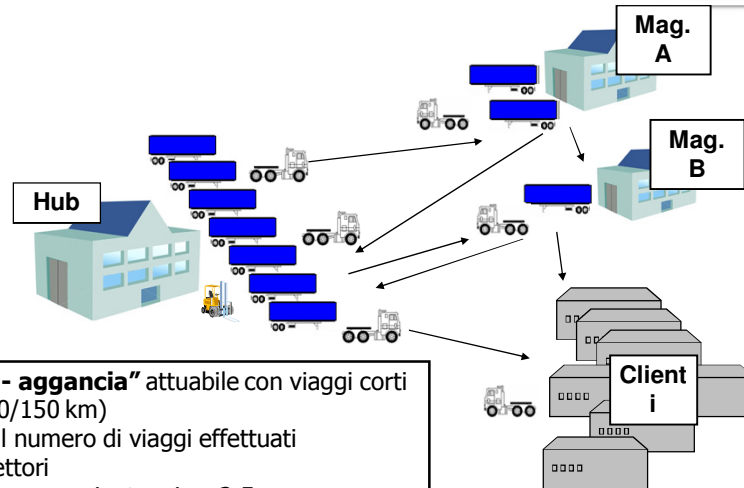 Mag.
A
Mag.
B
Hub
Client
i
- aggancia” attuabile con viaggi corti
0/150 km)
l numero di viaggi effettuati
ettori